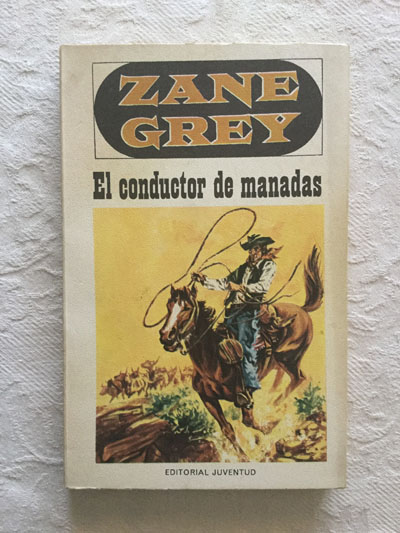 ZANE
GREY
El conductor de manadas
EDITORIAL JUVENTUD